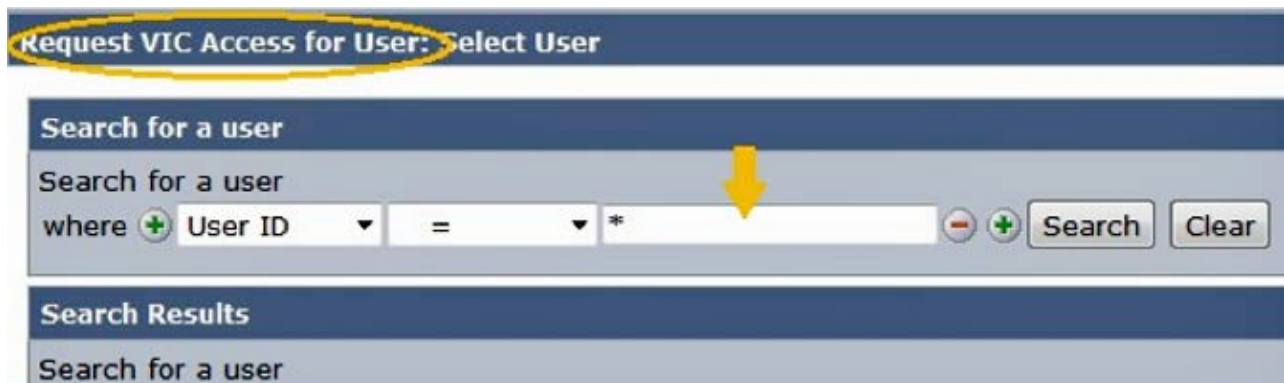 Request VIC Access for User: Select User
Search for a user
Search for a user
where User ID = * Search Clear
Search Results
Search for a user